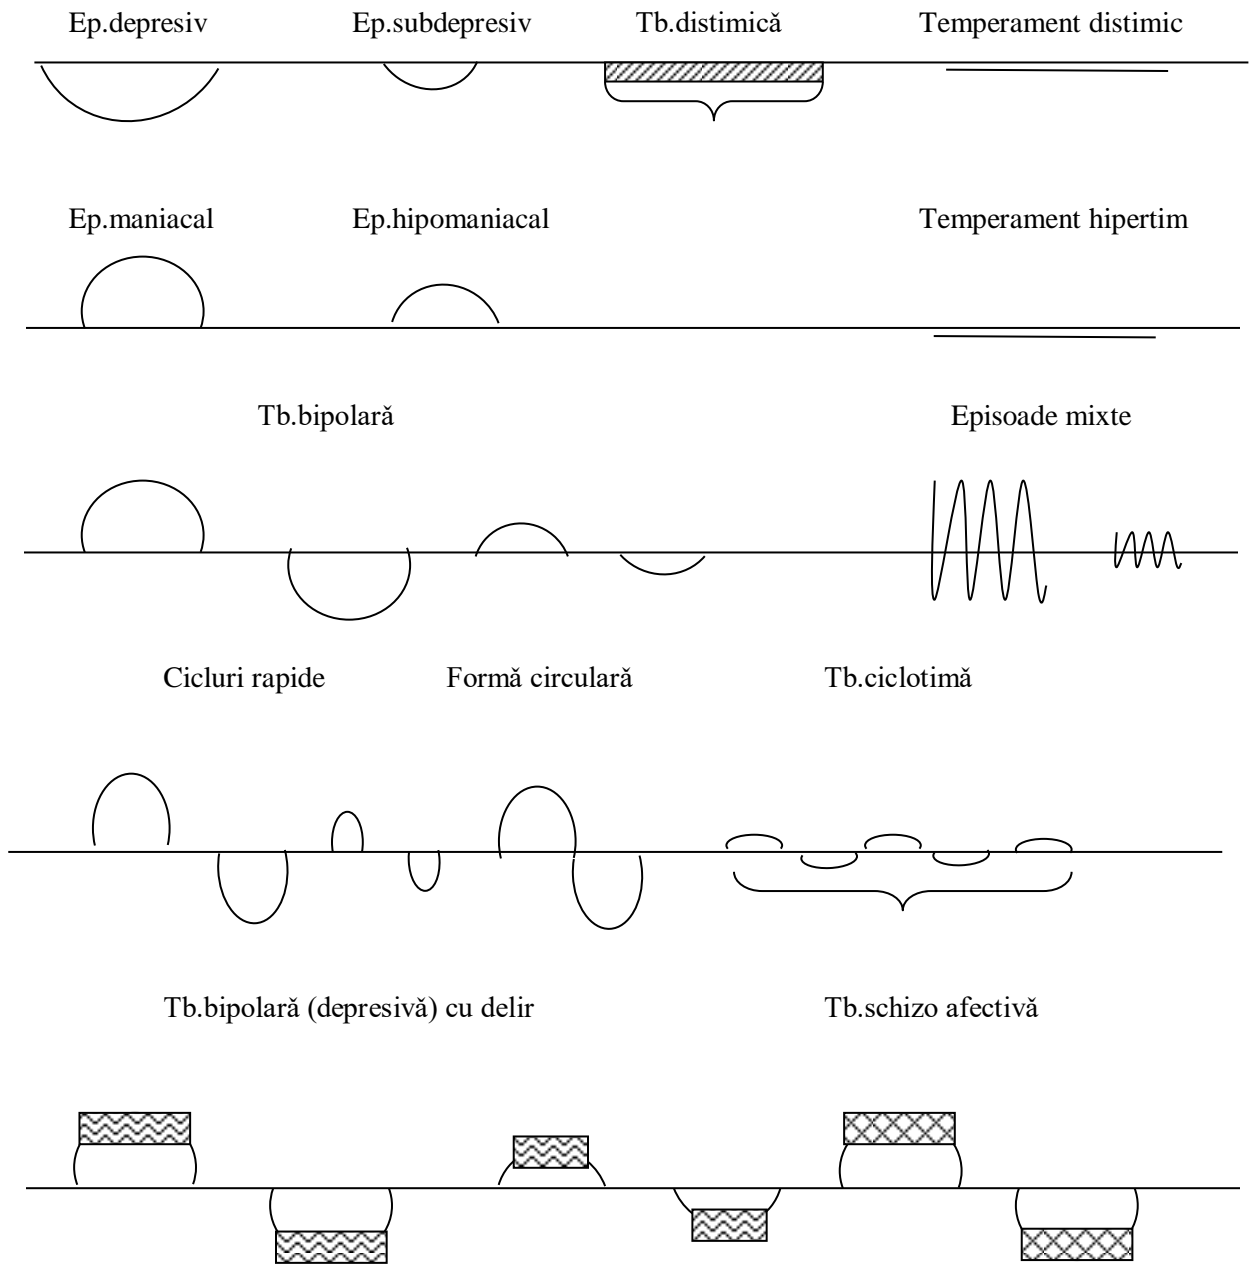 Ep.depresiv Ep.subdepresiv Tb.distimică Temperament distimic
Ep.maniacal Ep.hipomaniacal Temperament hipertim
Tb.bipolară Episoade mixte
Cicluri rapide Formă circulară Tb.ciclotimă
Tb.bipolară (depresivă) cu delir Tb.schizo afectivă